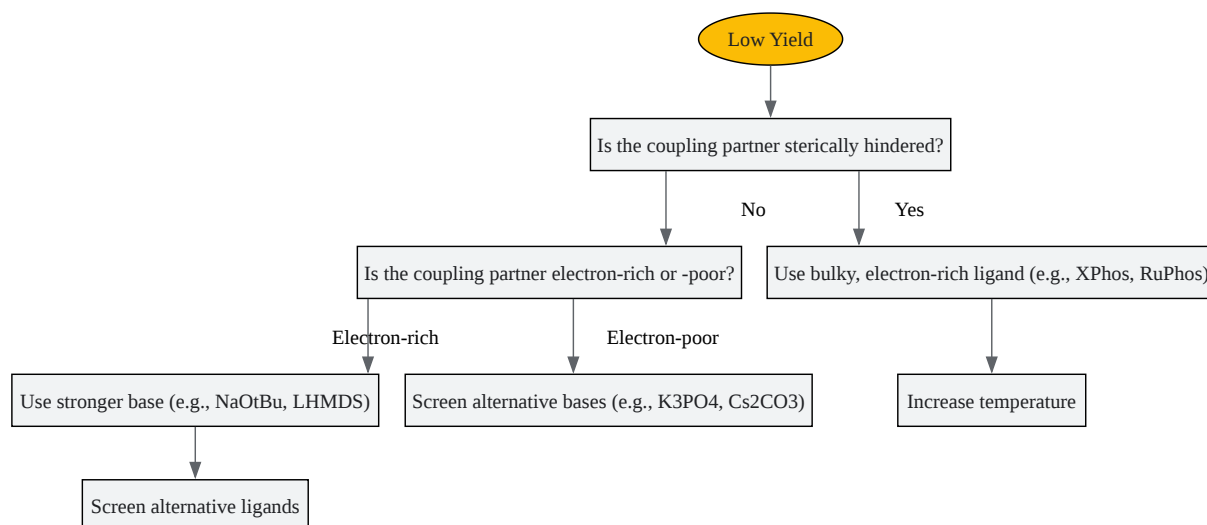 Low Yield
Is the coupling partner sterically hindered?
No
Yes
Is the coupling partner electron-rich or -poor?
Use bulky, electron-rich ligand (e.g., XPhos, RuPhos)
Electron-rich
Electron-poor
Use stronger base (e.g., NaOtBu, LHMDS)
Screen alternative bases (e.g., K3PO4, Cs2CO3)
Increase temperature
Screen alternative ligands